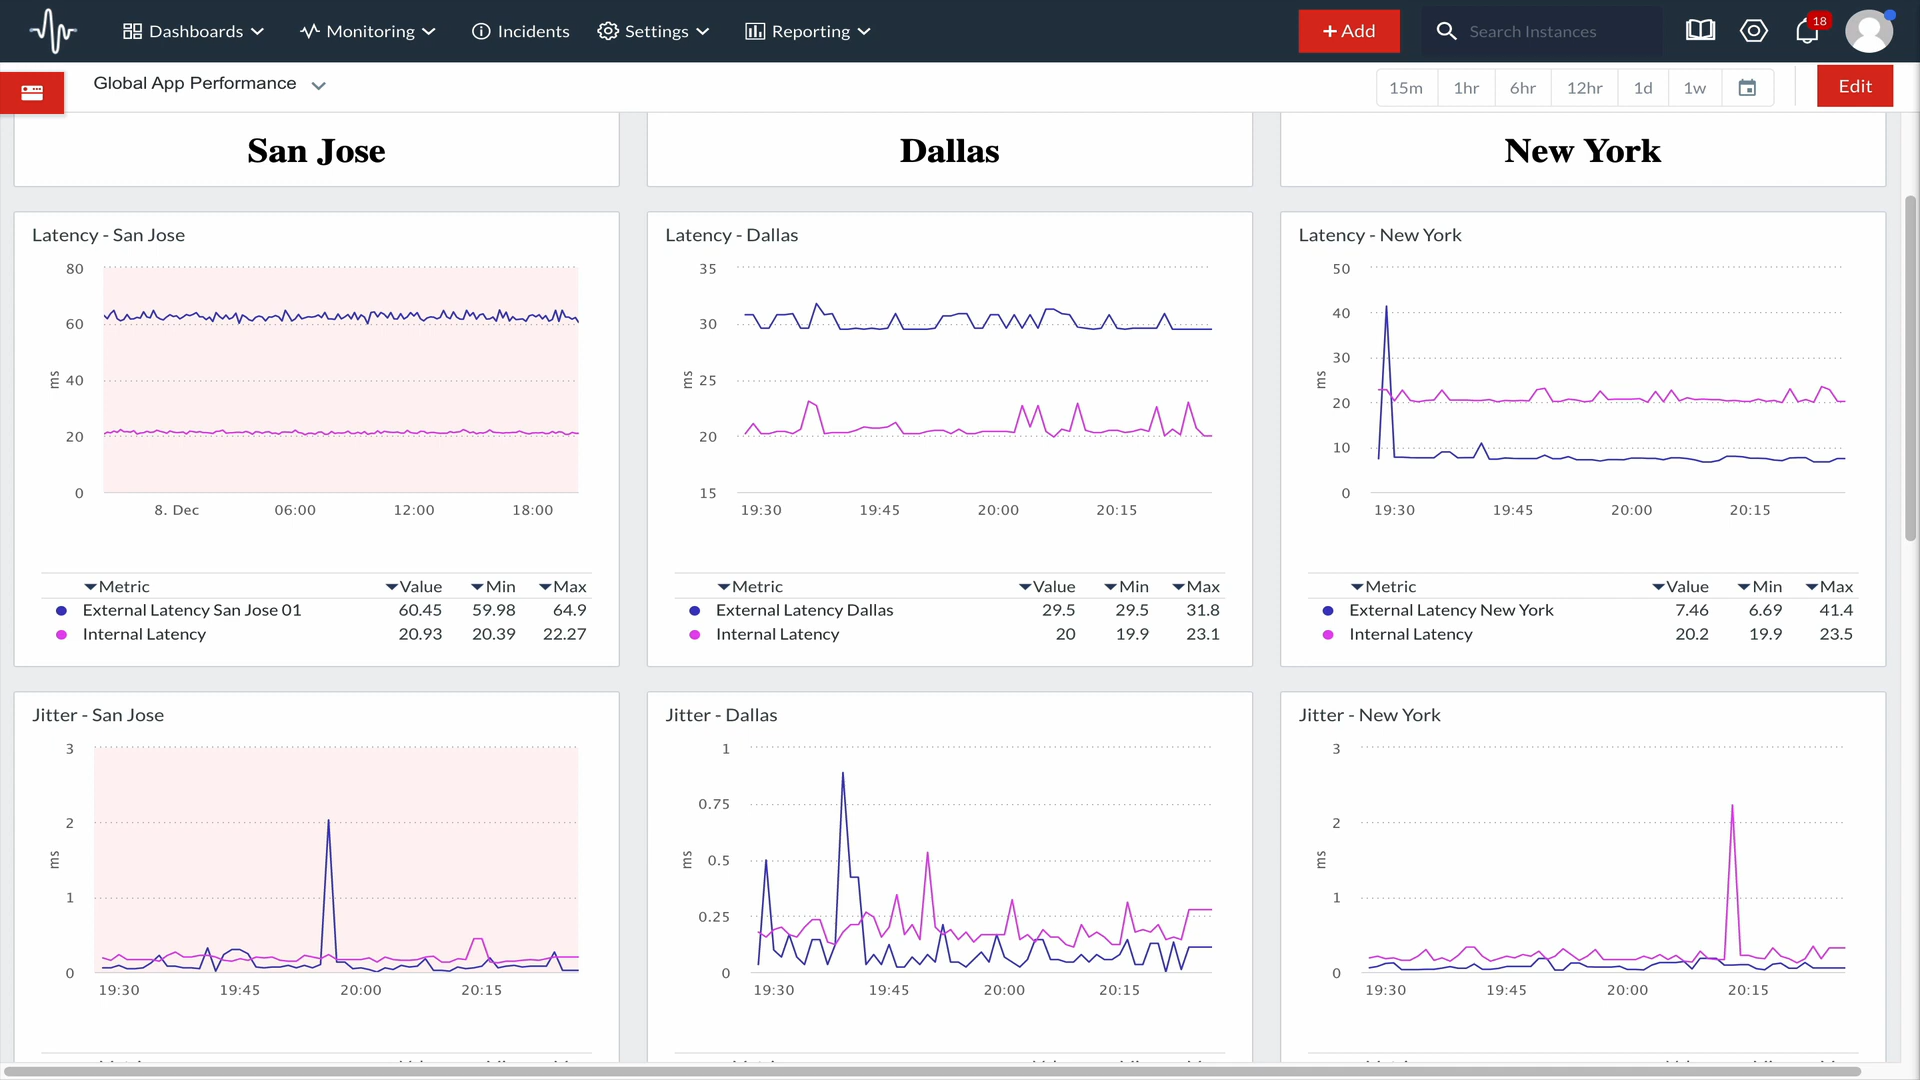 Dashboards Monitoring Incidents Settings Reporting +Add Search Instances 18
Global App Performance 15m 1hr 6hr 12hr 1d 1w Edit
San Jose
Dallas
New York
Latency - San Jose
80
60
40
20
0
ms
8. Dec 06:00 12:00 18:00
Metric Value Min Max
External Latency San Jose 01 60.45 59.98 64.9
Internal Latency 20.93 20.39 22.27
Latency - Dallas
35
30
25
20
15
ms
19:30 19:45 20:00 20:15
Metric Value Min Max
External Latency Dallas 29.5 29.5 31.8
Internal Latency 20 19.9 23.1
Latency - New York
50
40
30
20
10
0
ms
19:30 19:45 20:00 20:15
Metric Value Min Max
External Latency New York 7.46 6.69 41.4
Internal Latency 20.2 19.9 23.5
Jitter - San Jose
3
2
1
0
ms
19:30 19:45 20:00 20:15
Jitter - Dallas
1
0.75
0.5
0.25
0
ms
19:30 19:45 20:00 20:15
Jitter - New York
3
2
1
0
ms
19:30 19:45 20:00 20:15